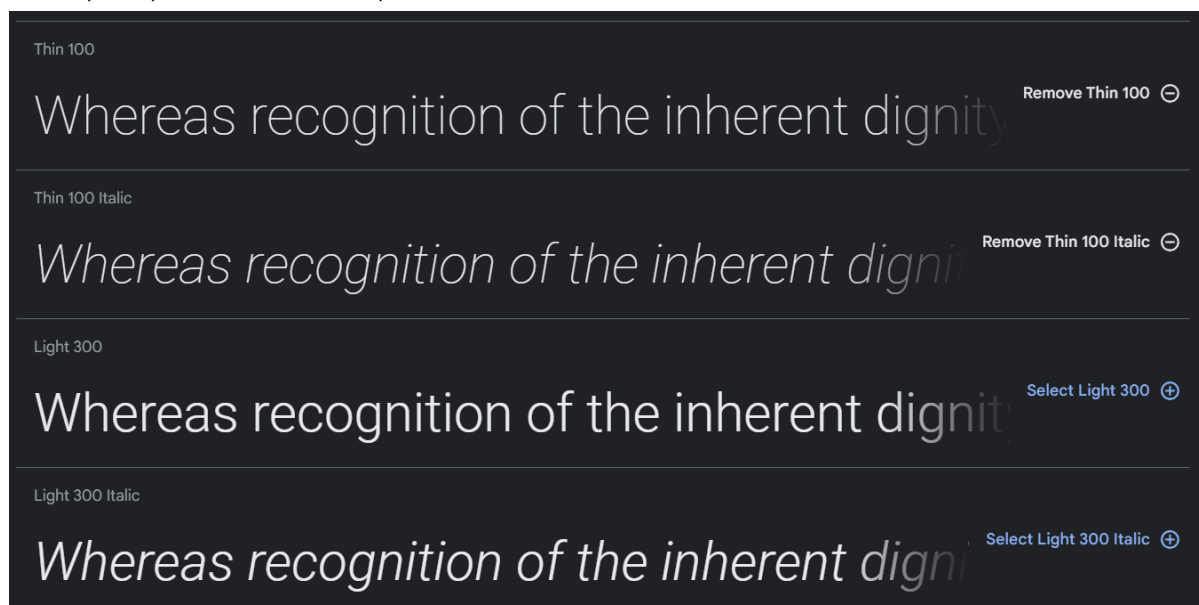 Thin 100
Whereas recognition of the inherent dignity
Remove Thin 100
Thin 100 Italic
Whereas recognition of the inherent dignit
Remove Thin 100 Italic
Light 300
Whereas recognition of the inherent dignity
Select Light 300
Light 300 Italic
Whereas recognition of the inherent digni
Select Light 300 Italic